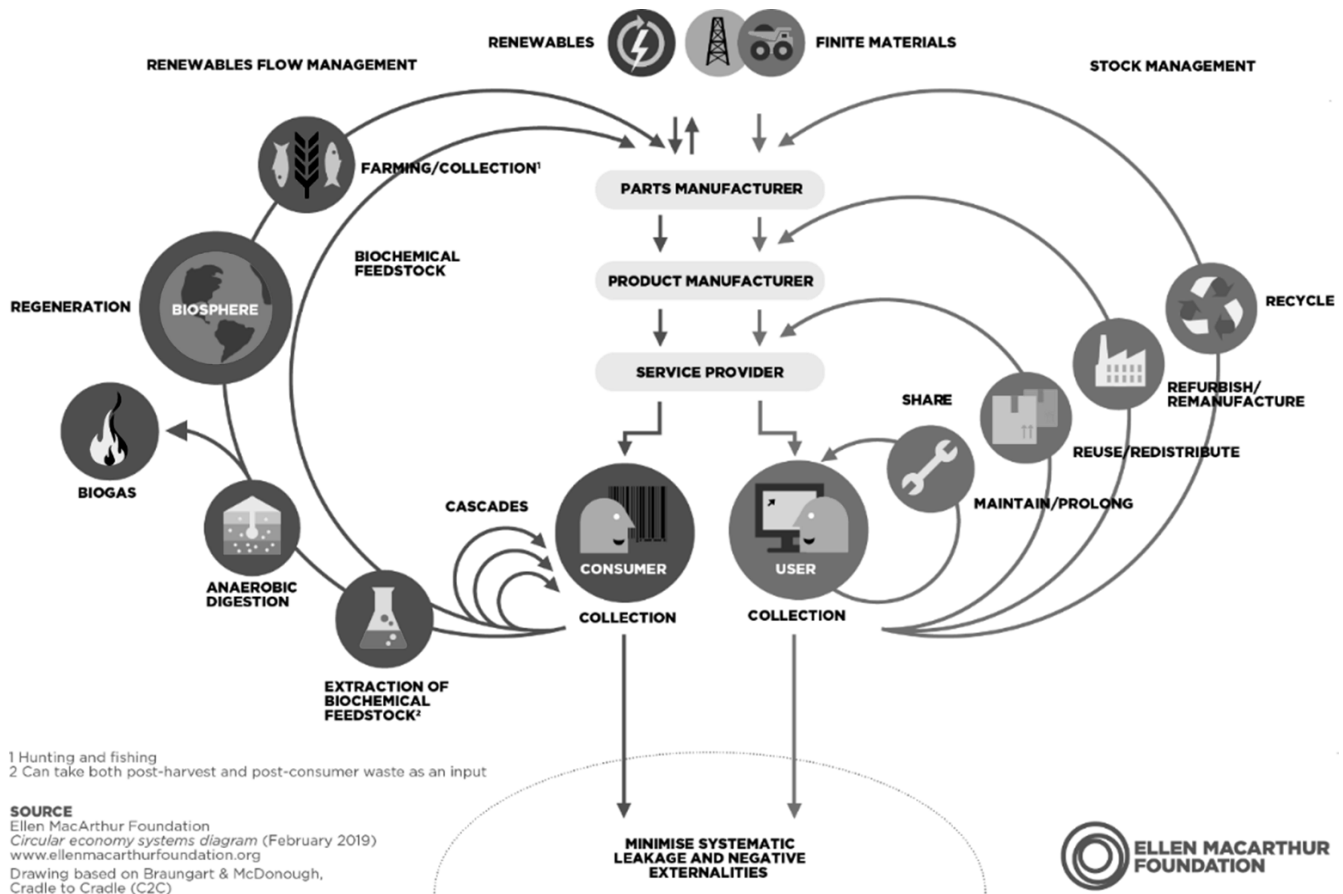 RENEWABLES
FINITE MATERIALS
RENEWABLES FLOW MANAGEMENT
STOCK MANAGEMENT
FARMING/COLLECTION¹
PARTS MANUFACTURER
BIOCHEMICAL
FEEDSTOCK
PRODUCT MANUFACTURER
REGENERATION
BIOSPHERE
RECYCLE
SERVICE PROVIDER
REFURBISH/
REMANUFACTURE
SHARE
REUSE/REDISTRIBUTE
BIOGAS
MAINTAIN/PROLONG
CASCADES
CONSUMER
USER
ANAEROBIC
DIGESTION
COLLECTION
COLLECTION
EXTRACTION OF
BIOCHEMICAL
FEEDSTOCK²
1 Hunting and fishing
2 Can take both post-harvest and post-consumer waste as an input
SOURCE
Ellen MacArthur Foundation
Circular economy systems diagram (February 2019)
www.ellenmacarthurfoundation.org
Drawing based on Braungart & McDonough,
Cradle to Cradle (C2C)
MINIMISE SYSTEMATIC
LEAKAGE AND NEGATIVE
EXTERNALITIES
ELLEN MACARTHUR
FOUNDATION